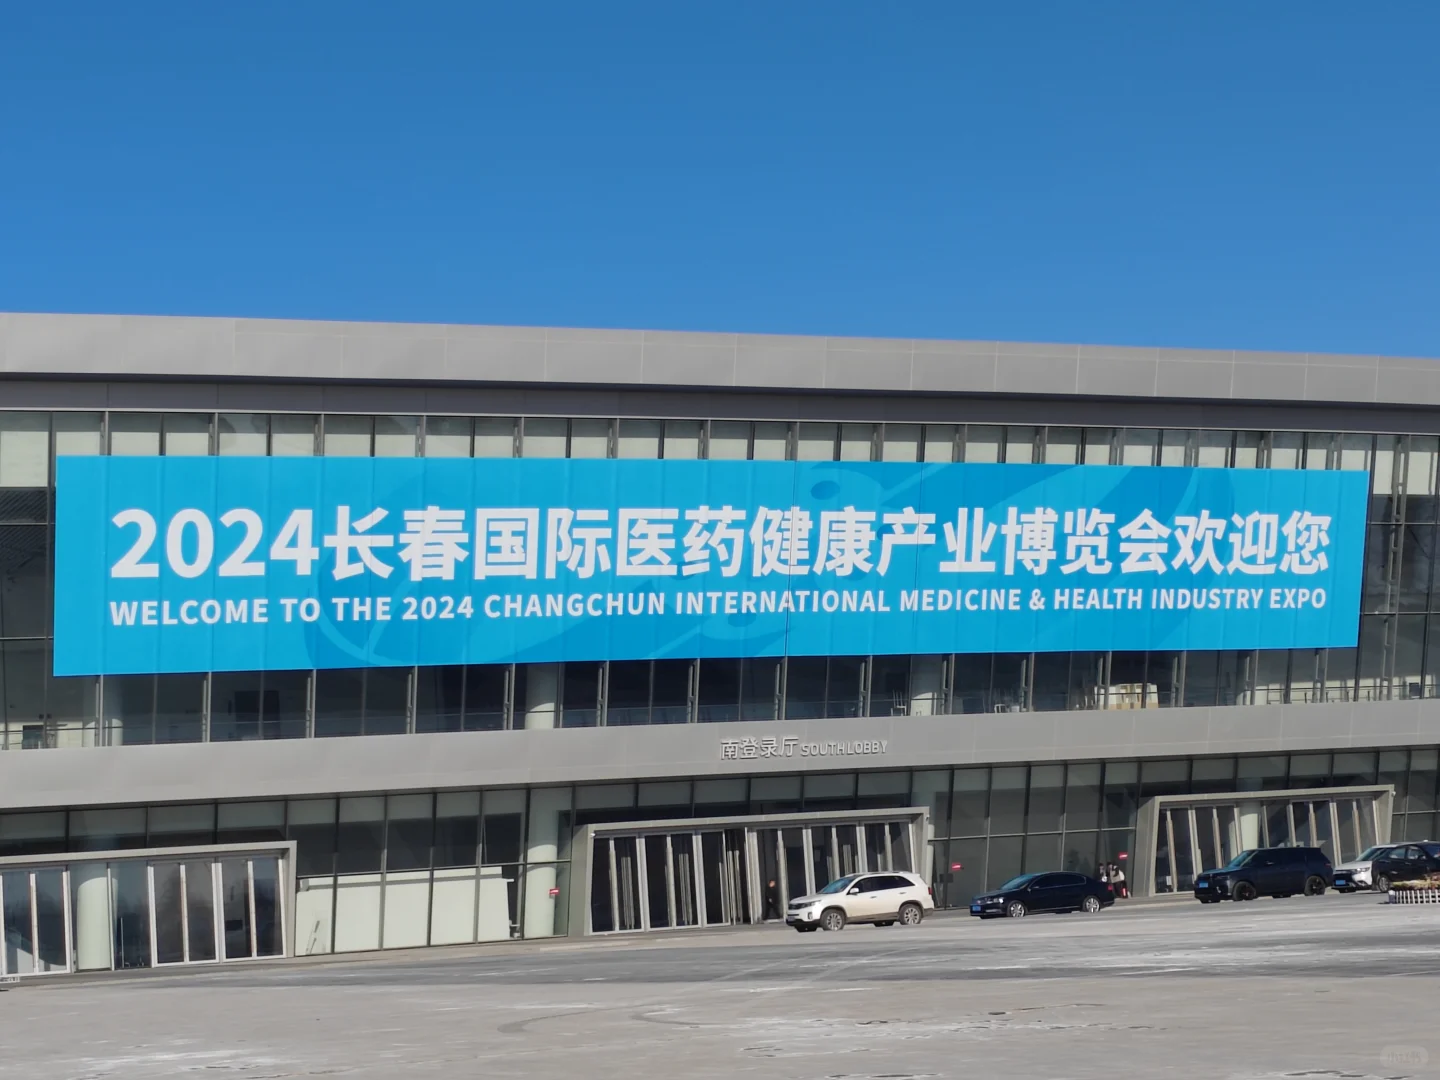 2024长春国际医药健康产业博览会欢迎您
WELCOME TO THE 2024 CHANGCHUN INTERNATIONAL MEDICINE & HEALTH INDUSTRY EXPO
南登录厅 SOUTH LOBBY